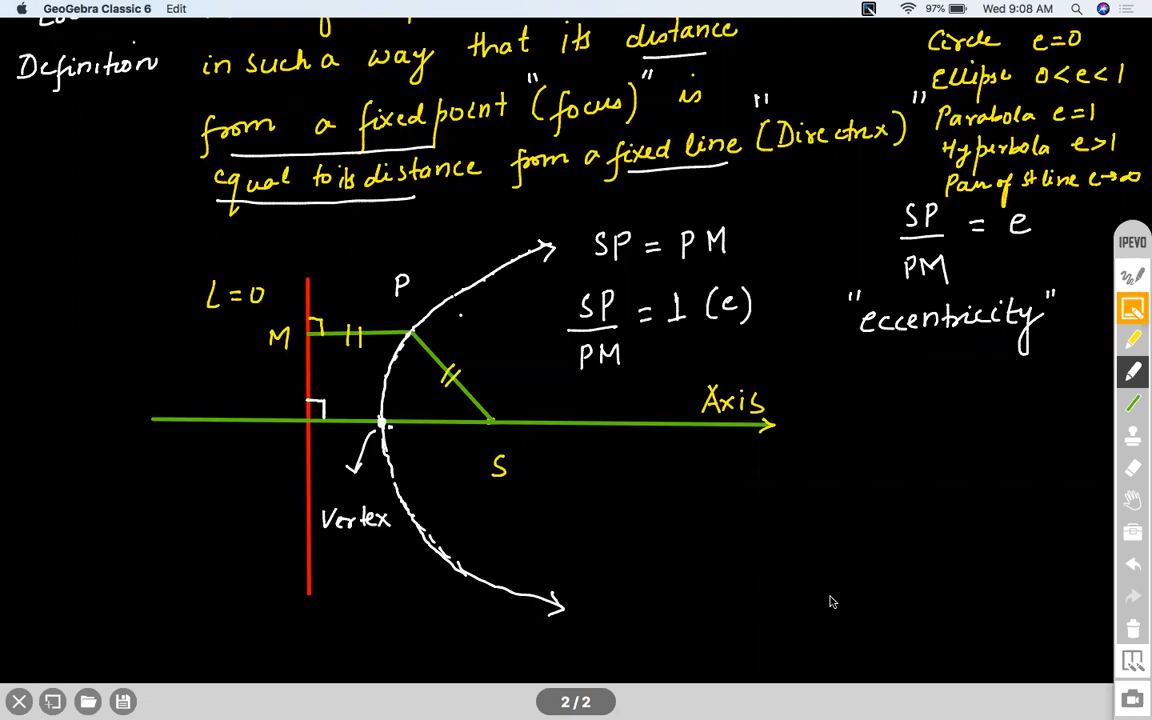 GeoGebra Classic 6 Edit 97% Wed 9:08 AM
Definition in such a way that its distance
from a fixed point "(focus)" is
equal to its distance from a fixed line "(Directrix)"
Circle e=0
Ellipse 0<e<1
Parabola e=1
Hyperbola e>1
Pair of st line e→∞
SP/PM = e
"eccentricity"
SP = PM
SP/PM = 1 (e)
L=0
P
M
Axis
S
Vertex
IPEVO
2/2